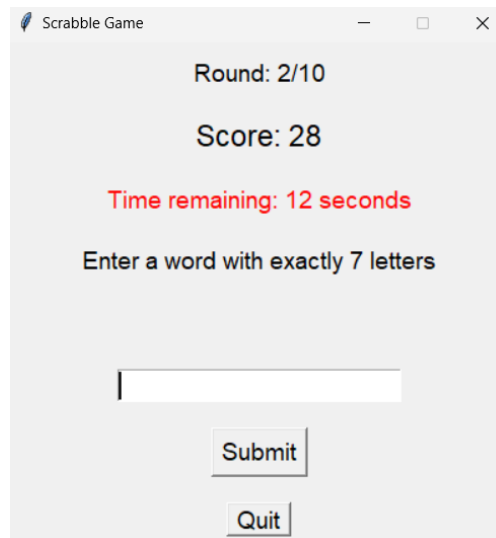 Scrabble Game
Round: 2/10
Score: 28
Time remaining: 12 seconds
Enter a word with exactly 7 letters
Submit
Quit